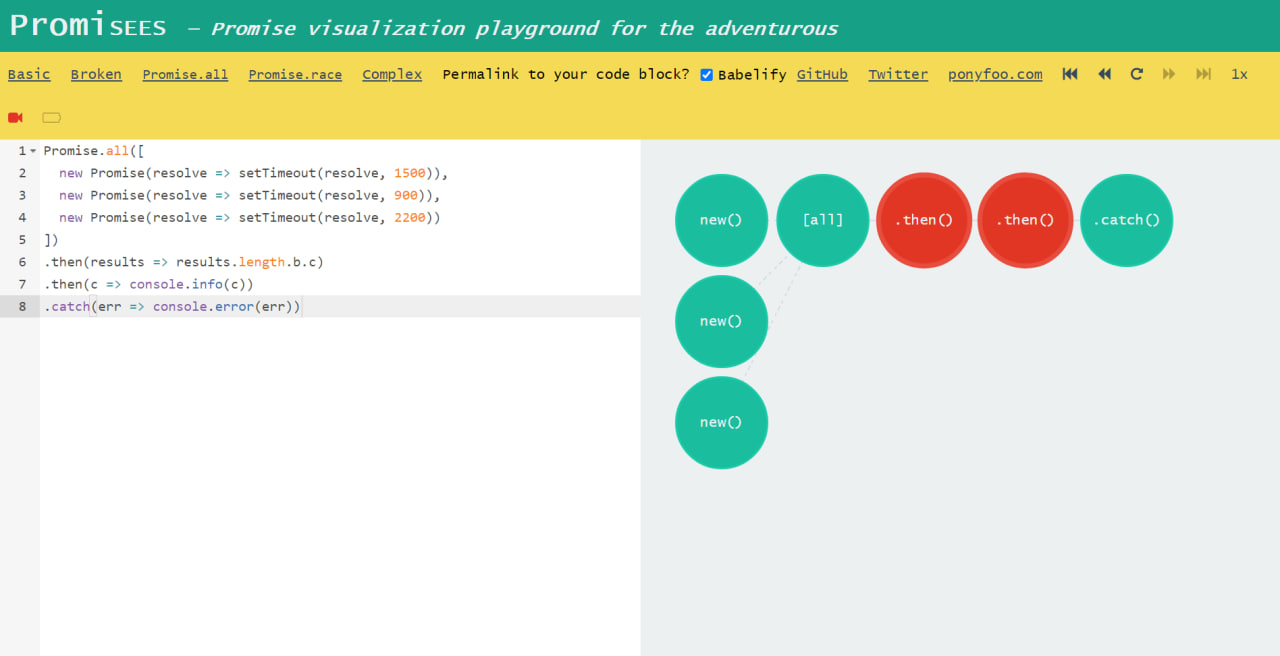 PromiSEES – Promise visualization playground for the adventurous
Basic Broken Promise.all Promise.race Complex Permalink to your code block? Babelify GitHub Twitter ponyfoo.com 1x
1 Promise.all([
2 new Promise(resolve => setTimeout(resolve, 1500)),
3 new Promise(resolve => setTimeout(resolve, 900)),
4 new Promise(resolve => setTimeout(resolve, 2200))
5 ])
6 .then(results => results.length.b.c)
7 .then(c => console.info(c))
8 .catch(err => console.error(err))
new() [all] .then() .then() .catch()
new()
new()